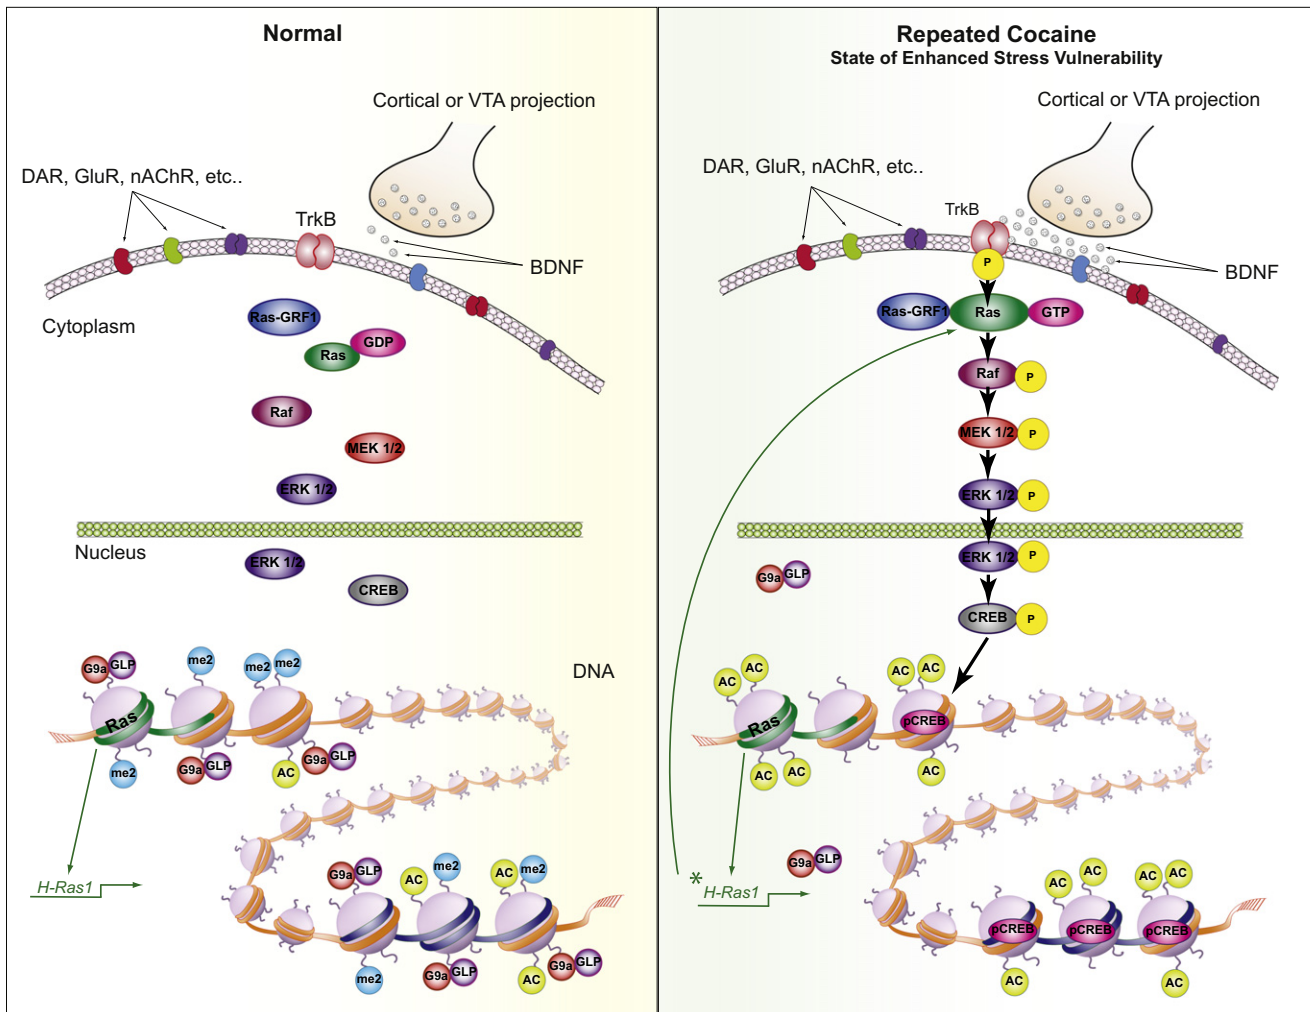 Normal
Cortical or VTA projection
DAR, GluR, nAChR, etc..
TrkB
BDNF
Cytoplasm
Ras-GRF1
GDP
Ras
Raf
MEK 1/2
ERK 1/2
Nucleus
ERK 1/2
CREB
DNA
G9a GLP
me2
me2 me2
Ras
me2
G9a GLP
AC
G9a GLP
H-Ras1
G9a GLP
AC
me2
AC
me2
me2
G9a GLP
AC
G9a GLP
Repeated Cocaine
State of Enhanced Stress Vulnerability
Cortical or VTA projection
DAR, GluR, nAChR, etc..
TrkB
BDNF
P
Ras-GRF1
Ras
GTP
Raf
P
MEK 1/2
P
ERK 1/2
P
ERK 1/2
P
G9a GLP
CREB
P
AC AC
AC AC
Ras
pCREB
AC AC
AC
G9a GLP
* H-Ras1
AC AC
AC AC
pCREB
pCREB
pCREB
AC
AC